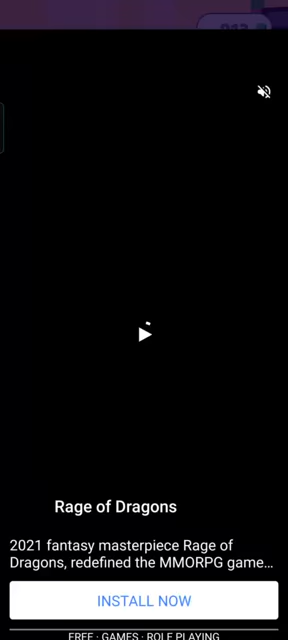 Rage of Dragons
2021 fantasy masterpiece Rage of
Dragons, redefined the MMORPG game...
INSTALL NOW
FREE · GAMES · ROLE PLAYING